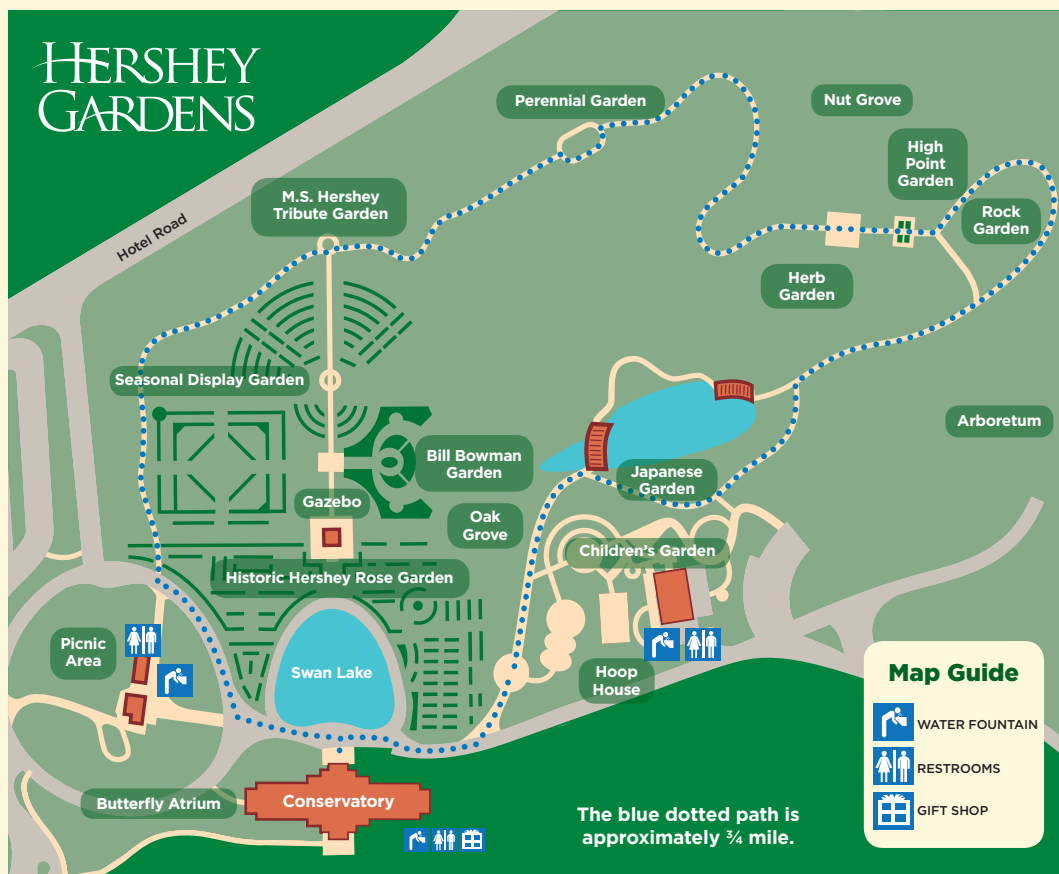 HERSHEY
GARDENS
Perennial Garden
Nut Grove
High
Point
Garden
M.S. Hershey
Tribute Garden
Rock
Garden
Hotel Road
Herb
Garden
Seasonal Display Garden
Arboretum
Bill Bowman
Garden
Japanese
Garden
Gazebo
Oak
Grove
Children's Garden
Historic Hershey Rose Garden
Picnic
Area
Swan Lake
Hoop
House
Map Guide
WATER FOUNTAIN
RESTROOMS
GIFT SHOP
Butterfly Atrium
Conservatory
The blue dotted path is
approximately ¾ mile.